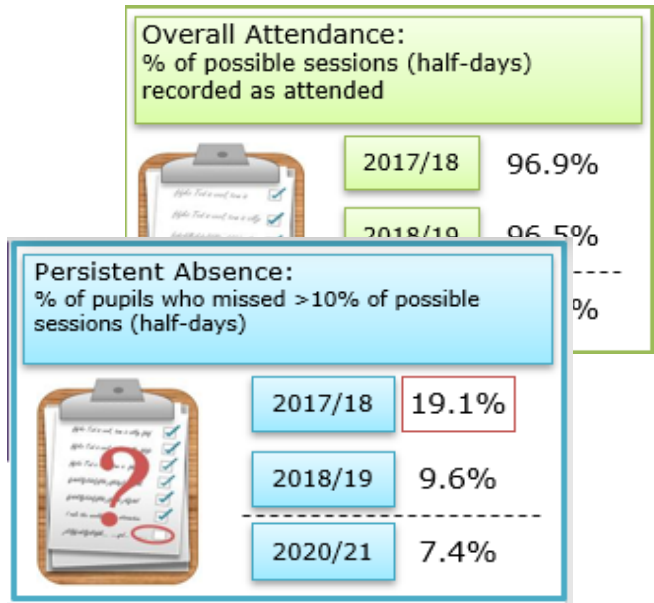 Overall Attendance:
% of possible sessions (half-days)
recorded as attended
2017/18 96.9%
2018/19 96.5%
%
Persistent Absence:
% of pupils who missed >10% of possible
sessions (half-days)
2017/18 19.1%
2018/19 9.6%
2020/21 7.4%